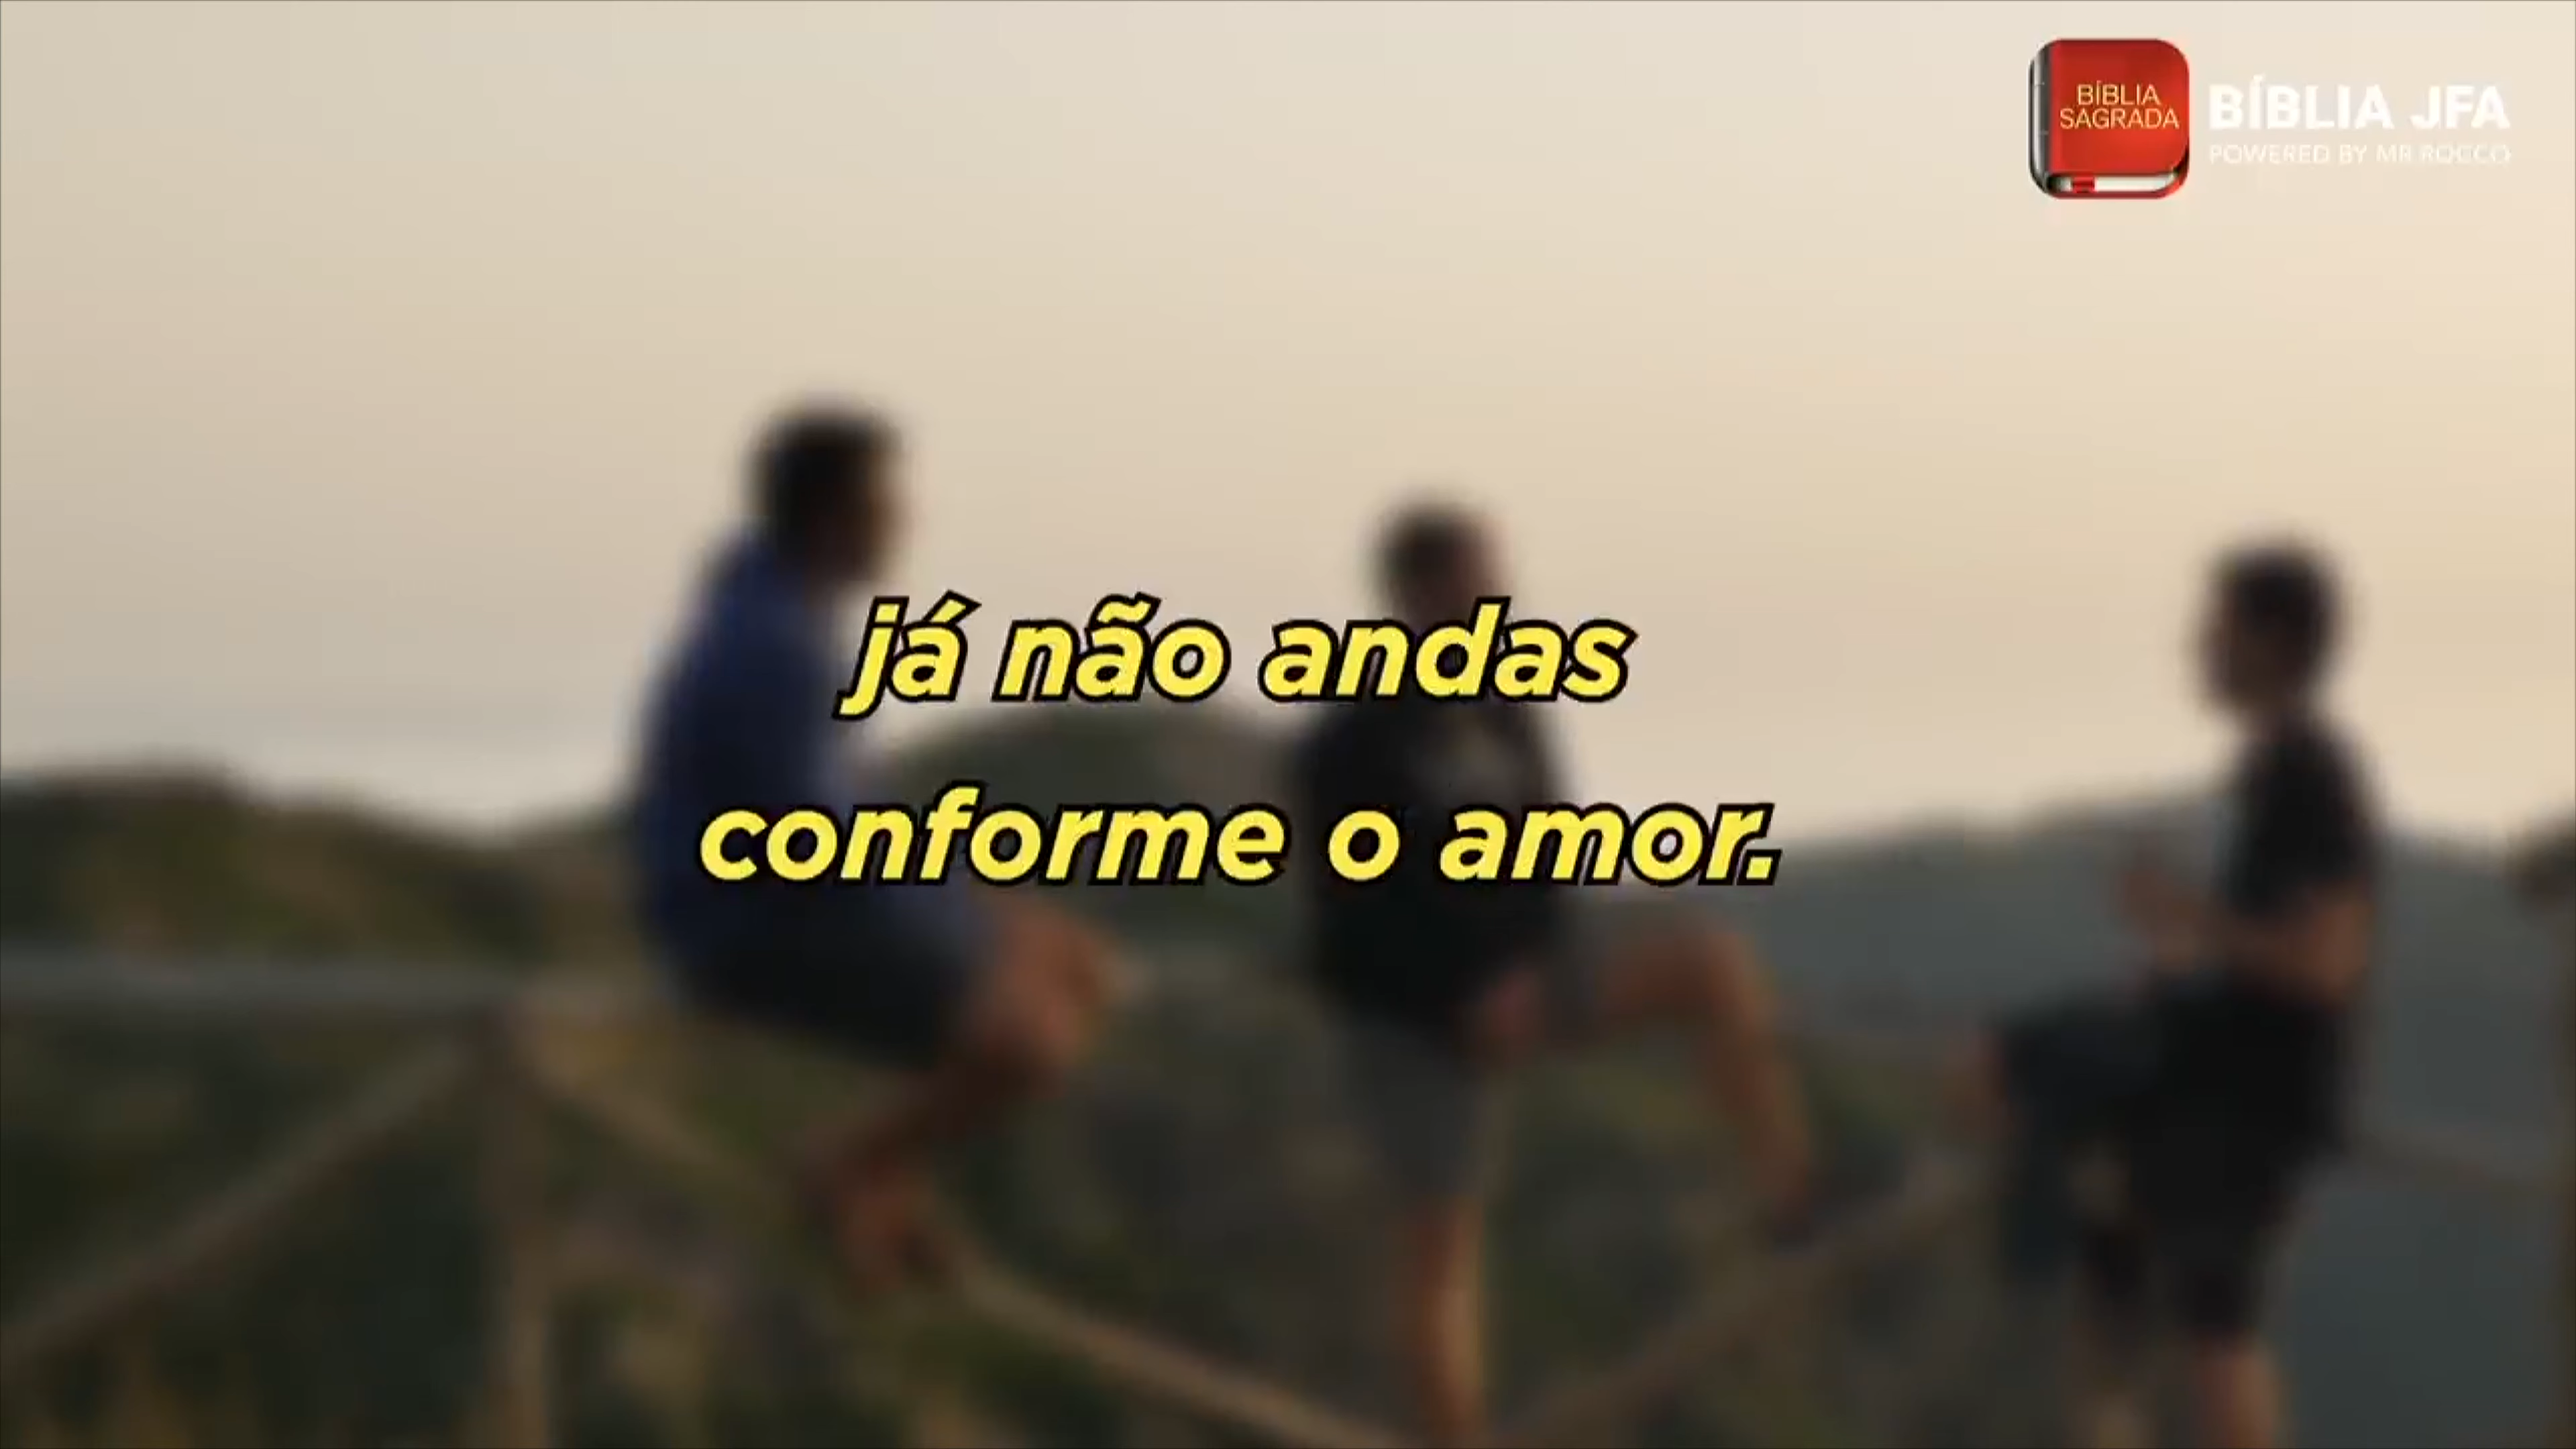 BÍBLIA
SAGRADA
BÍBLIA JFA
POWERED BY MR ROCCO
já não andas
conforme o amor.